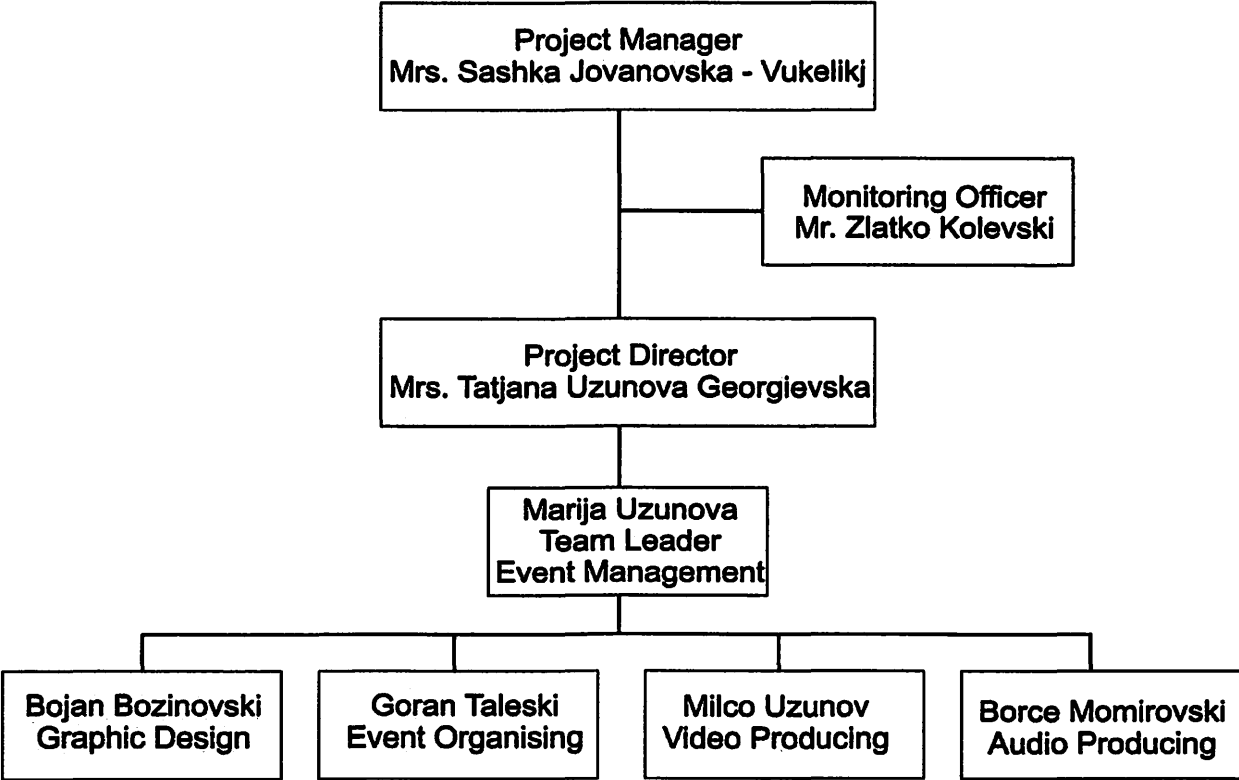 Project Manager
Mrs. Sashka Jovanovska - Vukelikj
Monitoring Officer
Mr. Zlatko Kolevski
Project Director
Mrs. Tatjana Uzunova Georgievska
Marija Uzunova
Team Leader
Event Management
Bojan Bozinovski
Graphic Design
Goran Taleski
Event Organising
Milco Uzunov
Video Producing
Borce Momirovski
Audio Producing